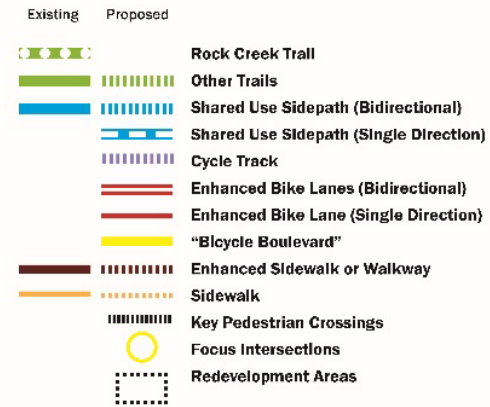 Existing Proposed
Rock Creek Trail
Other Trails
Shared Use Sidepath (Bidirectional)
Shared Use Sidepath (Single Direction)
Cycle Track
Enhanced Bike Lanes (Bidirectional)
Enhanced Bike Lane (Single Direction)
“Bicycle Boulevard”
Enhanced Sidewalk or Walkway
Sidewalk
Key Pedestrian Crossings
Focus Intersections
Redevelopment Areas